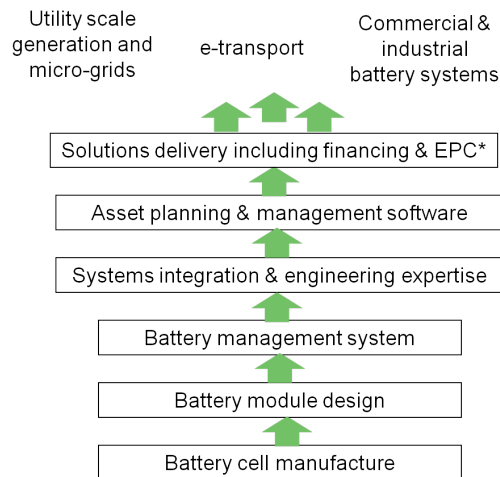 Utility scale
generation and
micro-grids
e-transport
Commercial &
industrial
battery systems
Solutions delivery including financing & EPC*
Asset planning & management software
Systems integration & engineering expertise
Battery management system
Battery module design
Battery cell manufacture